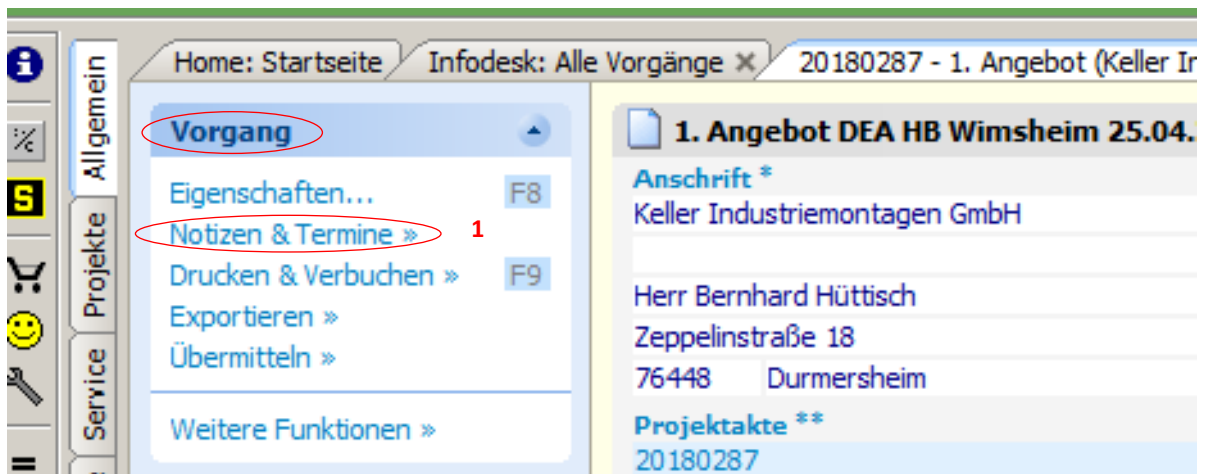 Home: Startseite
Infodesk: Alle Vorgänge
20180287 - 1. Angebot (Keller
Allgemein
Projekte
Service
Vorgang
Eigenschaften... F8
Notizen & Termine » 1
Drucken & Verbuchen » F9
Exportieren »
Übermitteln »
Weitere Funktionen »
1. Angebot DEA HB Wimsheim 25.04.
Anschrift *
Keller Industriemontagen GmbH
Herr Bernhard Hüttisch
Zeppelinstraße 18
76448 Durmersheim
Projektakte **
20180287
S